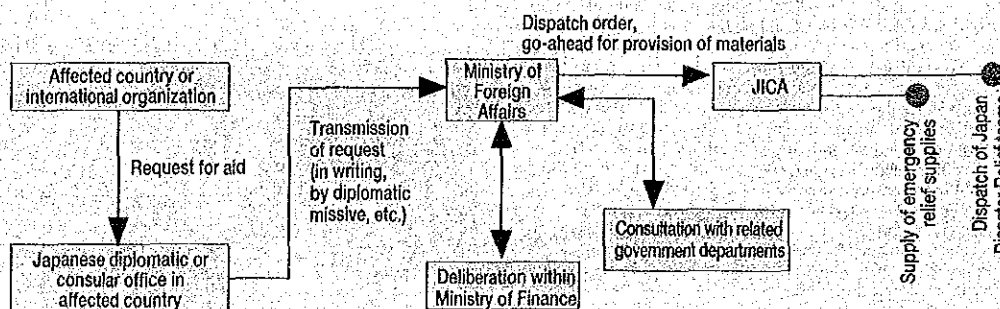 Affected country or
international organization
Request for aid
Japanese diplomatic or
consular office in
affected country
Transmission
of request
(in writing,
by diplomatic
missive, etc.)
Ministry of
Foreign
Affairs
Deliberation within
Ministry of Finance
Consultation with related
government departments
Dispatch order,
go-ahead for provision of materials
JICA
Supply of emergency
relief supplies
Dispatch of Japan